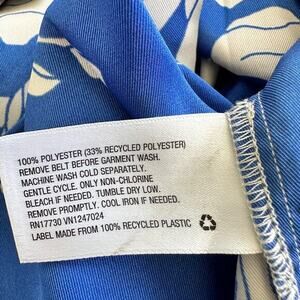 100% POLYESTER (33% RECYCLED POLYESTER)
REMOVE BELT BEFORE GARMENT WASH.
MACHINE WASH COLD SEPARATELY.
GENTLE CYCLE. ONLY NON-CHLORINE
BLEACH IF NEEDED. TUMBLE DRY LOW.
REMOVE PROMPTLY. COOL IRON IF NEEDED.
RN17730 VN1247024
LABEL MADE FROM 100% RECYCLED PLASTIC